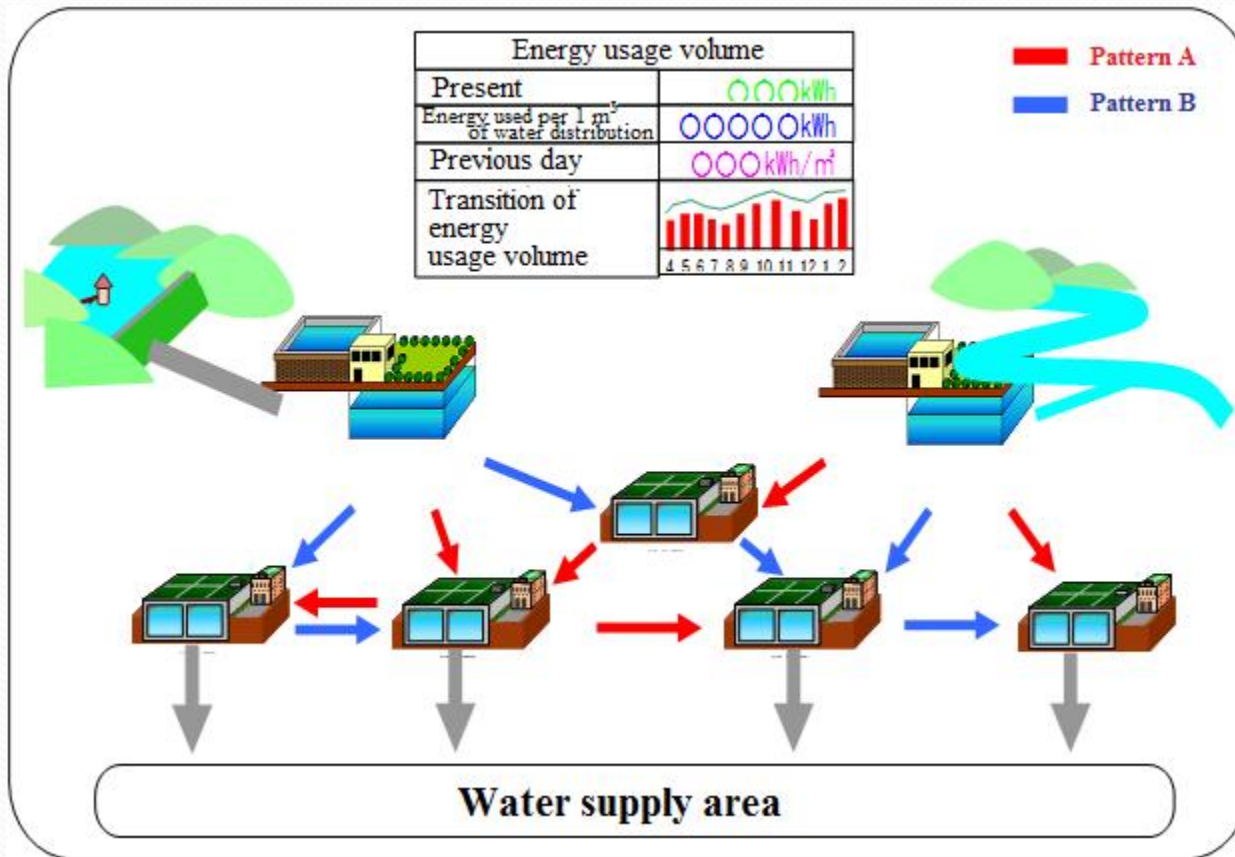 Energy usage volume
Present ○○○kWh
Energy used per 1 m³
of water distribution ○○○○○kWh
Previous day ○○○kWh/㎥
Transition of
energy
usage volume
4 5 6 7 8 9 10 11 12 1 2
Pattern A
Pattern B
Water supply area